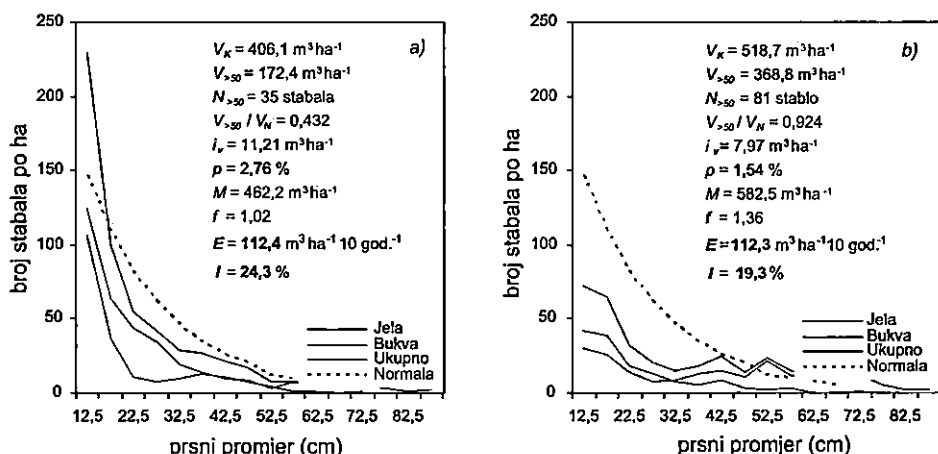 250
200
150
100
50
0
broj stabala po ha
a)
V_K = 406,1 m³ha⁻¹
V_>50 = 172,4 m³ha⁻¹
N_>50 = 35 stabala
V_>50 / V_N = 0,432
i_v = 11,21 m³ha⁻¹
p = 2,76 %
M = 462,2 m³ha⁻¹
f = 1,02
E = 112,4 m³ha⁻¹ 10 god.⁻¹
I = 24,3 %
Jela
Bukva
Ukupno
Normala
12,5 22,5 32,5 42,5 52,5 62,5 72,5 82,5
prsni promjer (cm)
250
200
150
100
50
0
broj stabala po ha
b)
V_K = 518,7 m³ha⁻¹
V_>50 = 368,8 m³ha⁻¹
N_>50 = 81 stablo
V_>50 / V_N = 0,924
i_v = 7,97 m³ha⁻¹
p = 1,54 %
M = 582,5 m³ha⁻¹
f = 1,36
E = 112,3 m³ha⁻¹10 god.⁻¹
I = 19,3 %
Jela
Bukva
Ukupno
Normala
12,5 22,5 32,5 42,5 52,5 62,5 72,5 82,5
prsni promjer (cm)